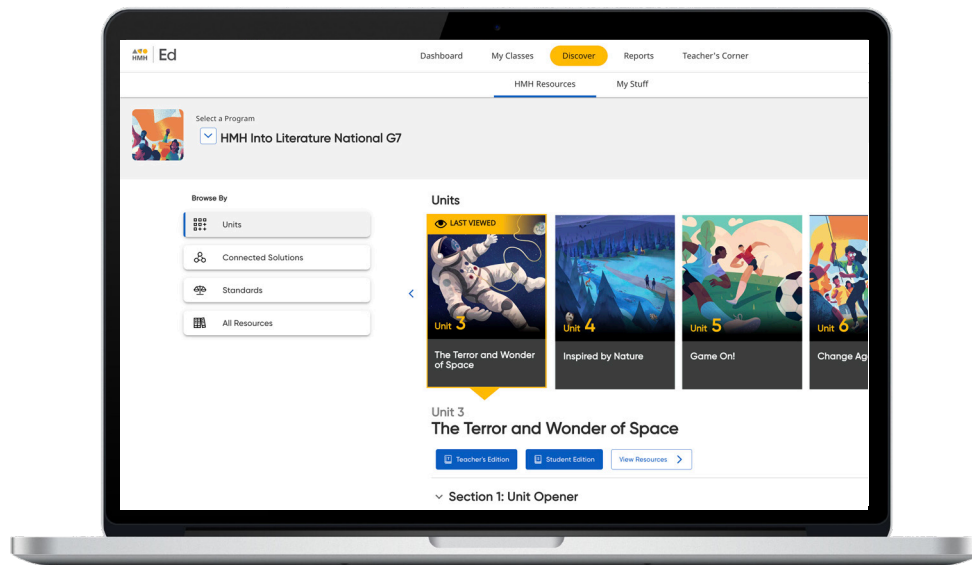 HMH Ed
Dashboard My Classes Discover Reports Teacher's Corner
HMH Resources My Stuff
Select a Program
HMH Into Literature National G7
Browse By
Units
Connected Solutions
Standards
All Resources
Units
LAST VIEWED
Unit 3
The Terror and Wonder
of Space
Unit 4
Inspired by Nature
Unit 5
Game On!
Unit 6
Change Ag
Unit 3
The Terror and Wonder of Space
Teacher's Edition Student Edition View Resources
Section 1: Unit Opener